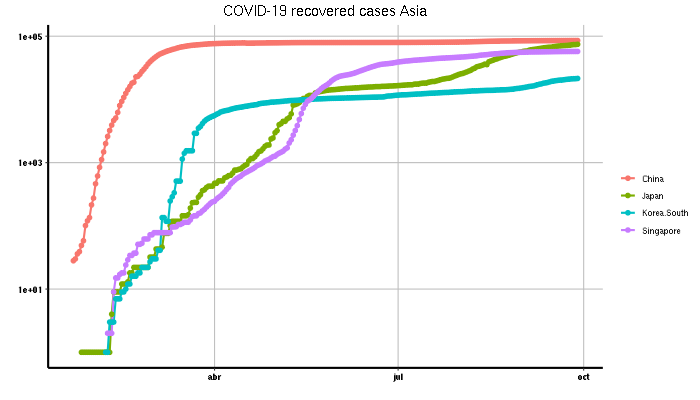 COVID-19 recovered cases Asia
1e+05
1e+03
1e+01
abr
jul
oct
China
Japan
Korea.South
Singapore